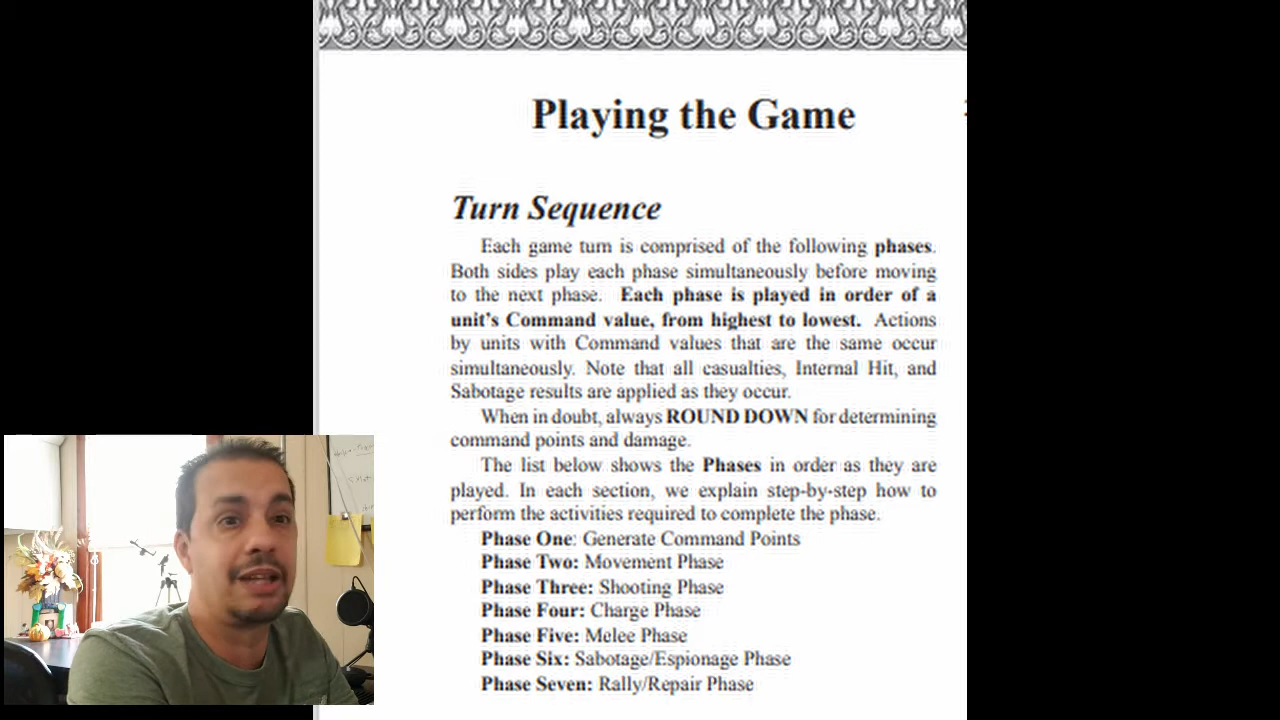 Playing the Game
Turn Sequence
Each game turn is comprised of the following phases.
Both sides play each phase simultaneously before moving
to the next phase. Each phase is played in order of a
unit's Command value, from highest to lowest. Actions
by units with Command values that are the same occur
simultaneously. Note that all casualties, Internal Hit, and
Sabotage results are applied as they occur.
When in doubt, always ROUND DOWN for determining
command points and damage.
The list below shows the Phases in order as they are
played. In each section, we explain step-by-step how to
perform the activities required to complete the phase.
Phase One: Generate Command Points
Phase Two: Movement Phase
Phase Three: Shooting Phase
Phase Four: Charge Phase
Phase Five: Melee Phase
Phase Six: Sabotage/Espionage Phase
Phase Seven: Rally/Repair Phase